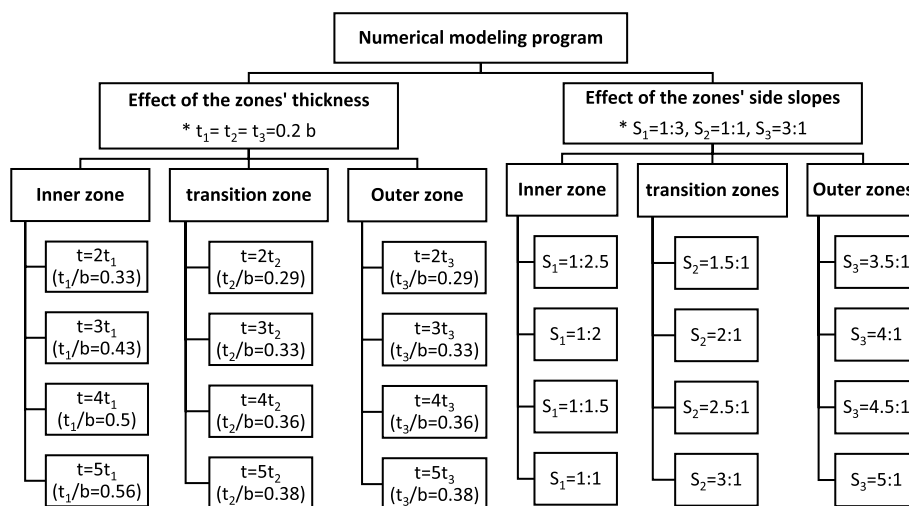 Numerical modeling program
Effect of the zones' thickness
* t₁= t₂= t₃=0.2 b
Inner zone
t=2t₁
(t₁/b=0.33)
t=3t₁
(t₁/b=0.43)
t=4t₁
(t₁/b=0.5)
t=5t₁
(t₁/b=0.56)
transition zone
t=2t₂
(t₂/b=0.29)
t=3t₂
(t₂/b=0.33)
t=4t₂
(t₂/b=0.36)
t=5t₂
(t₂/b=0.38)
Outer zone
t=2t₃
(t₃/b=0.29)
t=3t₃
(t₃/b=0.33)
t=4t₃
(t₃/b=0.36)
t=5t₃
(t₃/b=0.38)
Effect of the zones' side slopes
* S₁=1:3, S₂=1:1, S₃=3:1
Inner zone
S₁=1:2.5
S₁=1:2
S₁=1:1.5
S₁=1:1
transition zones
S₂=1.5:1
S₂=2:1
S₂=2.5:1
S₂=3:1
Outer zones
S₃=3.5:1
S₃=4:1
S₃=4.5:1
S₃=5:1